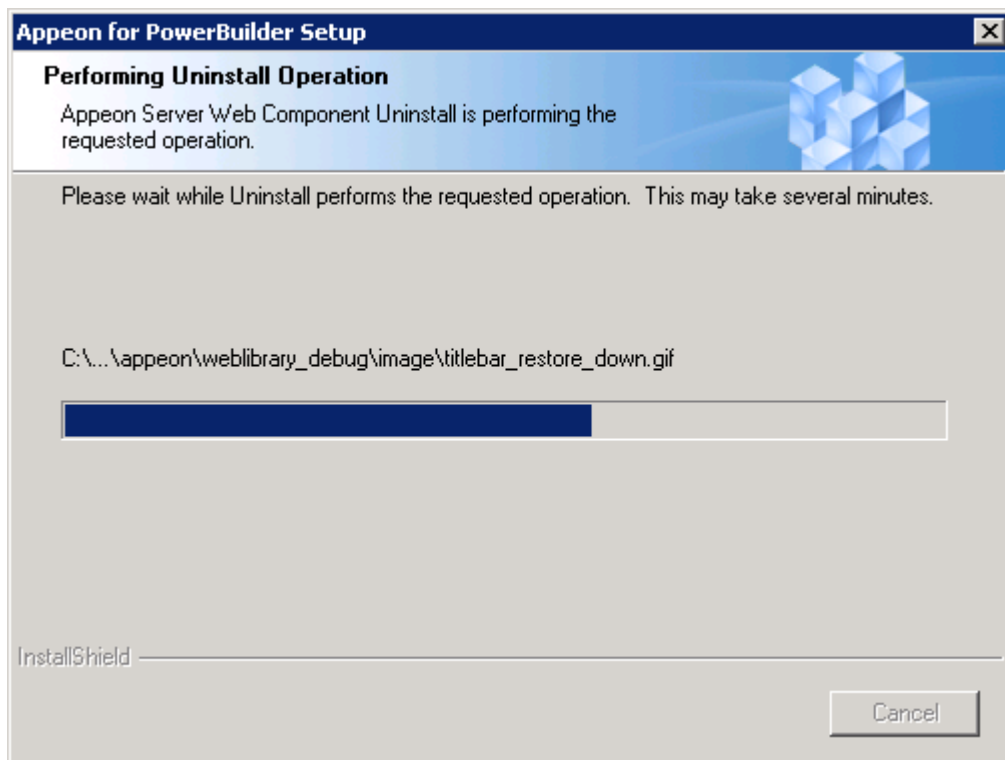 Appeon for PowerBuilder Setup
Performing Uninstall Operation
Appeon Server Web Component Uninstall is performing the
requested operation.
Please wait while Uninstall performs the requested operation.  This may take several minutes.
C:\...\appeon\weblibrary_debug\image\titlebar_restore_down.gif
InstallShield
Cancel